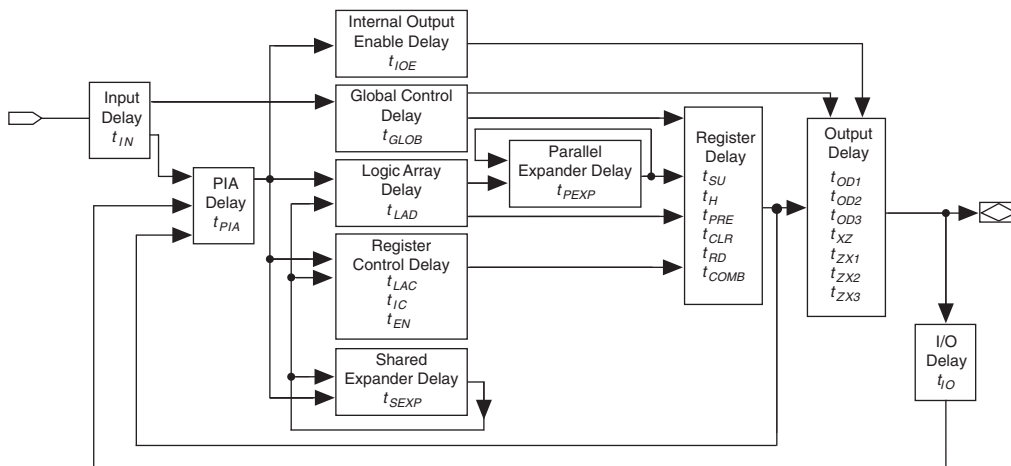 Input
Delay
tIN
PIA
Delay
tPIA
Internal Output
Enable Delay
tIOE
Global Control
Delay
tGLOB
Logic Array
Delay
tLAD
Register
Control Delay
tLAC
tIC
tEN
Shared
Expander Delay
tSEXP
Parallel
Expander Delay
tPEXP
Register
Delay
tSU
tH
tPRE
tCLR
tRD
tCOMB
Output
Delay
tOD1
tOD2
tOD3
tXZ
tZX1
tZX2
tZX3
I/O
Delay
tIO